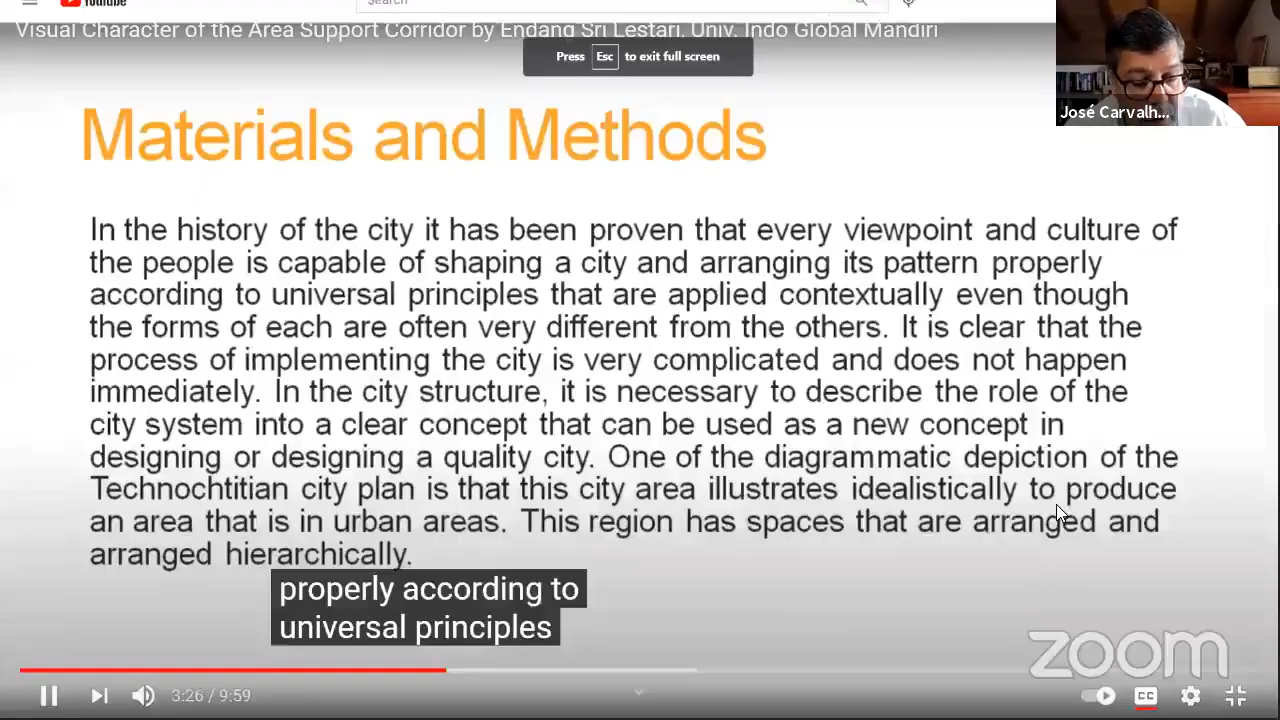 YouTube
Search
Visual Character of the Area Support Corridor by Endang Sri Lestari, Univ. Indo Global Mandiri
Press Esc to exit full screen
José Carvalh...
Materials and Methods
In the history of the city it has been proven that every viewpoint and culture of
the people is capable of shaping a city and arranging its pattern properly
according to universal principles that are applied contextually even though
the forms of each are often very different from the others. It is clear that the
process of implementing the city is very complicated and does not happen
immediately. In the city structure, it is necessary to describe the role of the
city system into a clear concept that can be used as a new concept in
designing or designing a quality city. One of the diagrammatic depiction of the
Technochtitian city plan is that this city area illustrates idealistically to produce
an area that is in urban areas. This region has spaces that are arranged and
arranged hierarchically.
properly according to
universal principles
zoom
3:26 / 9:59
CC